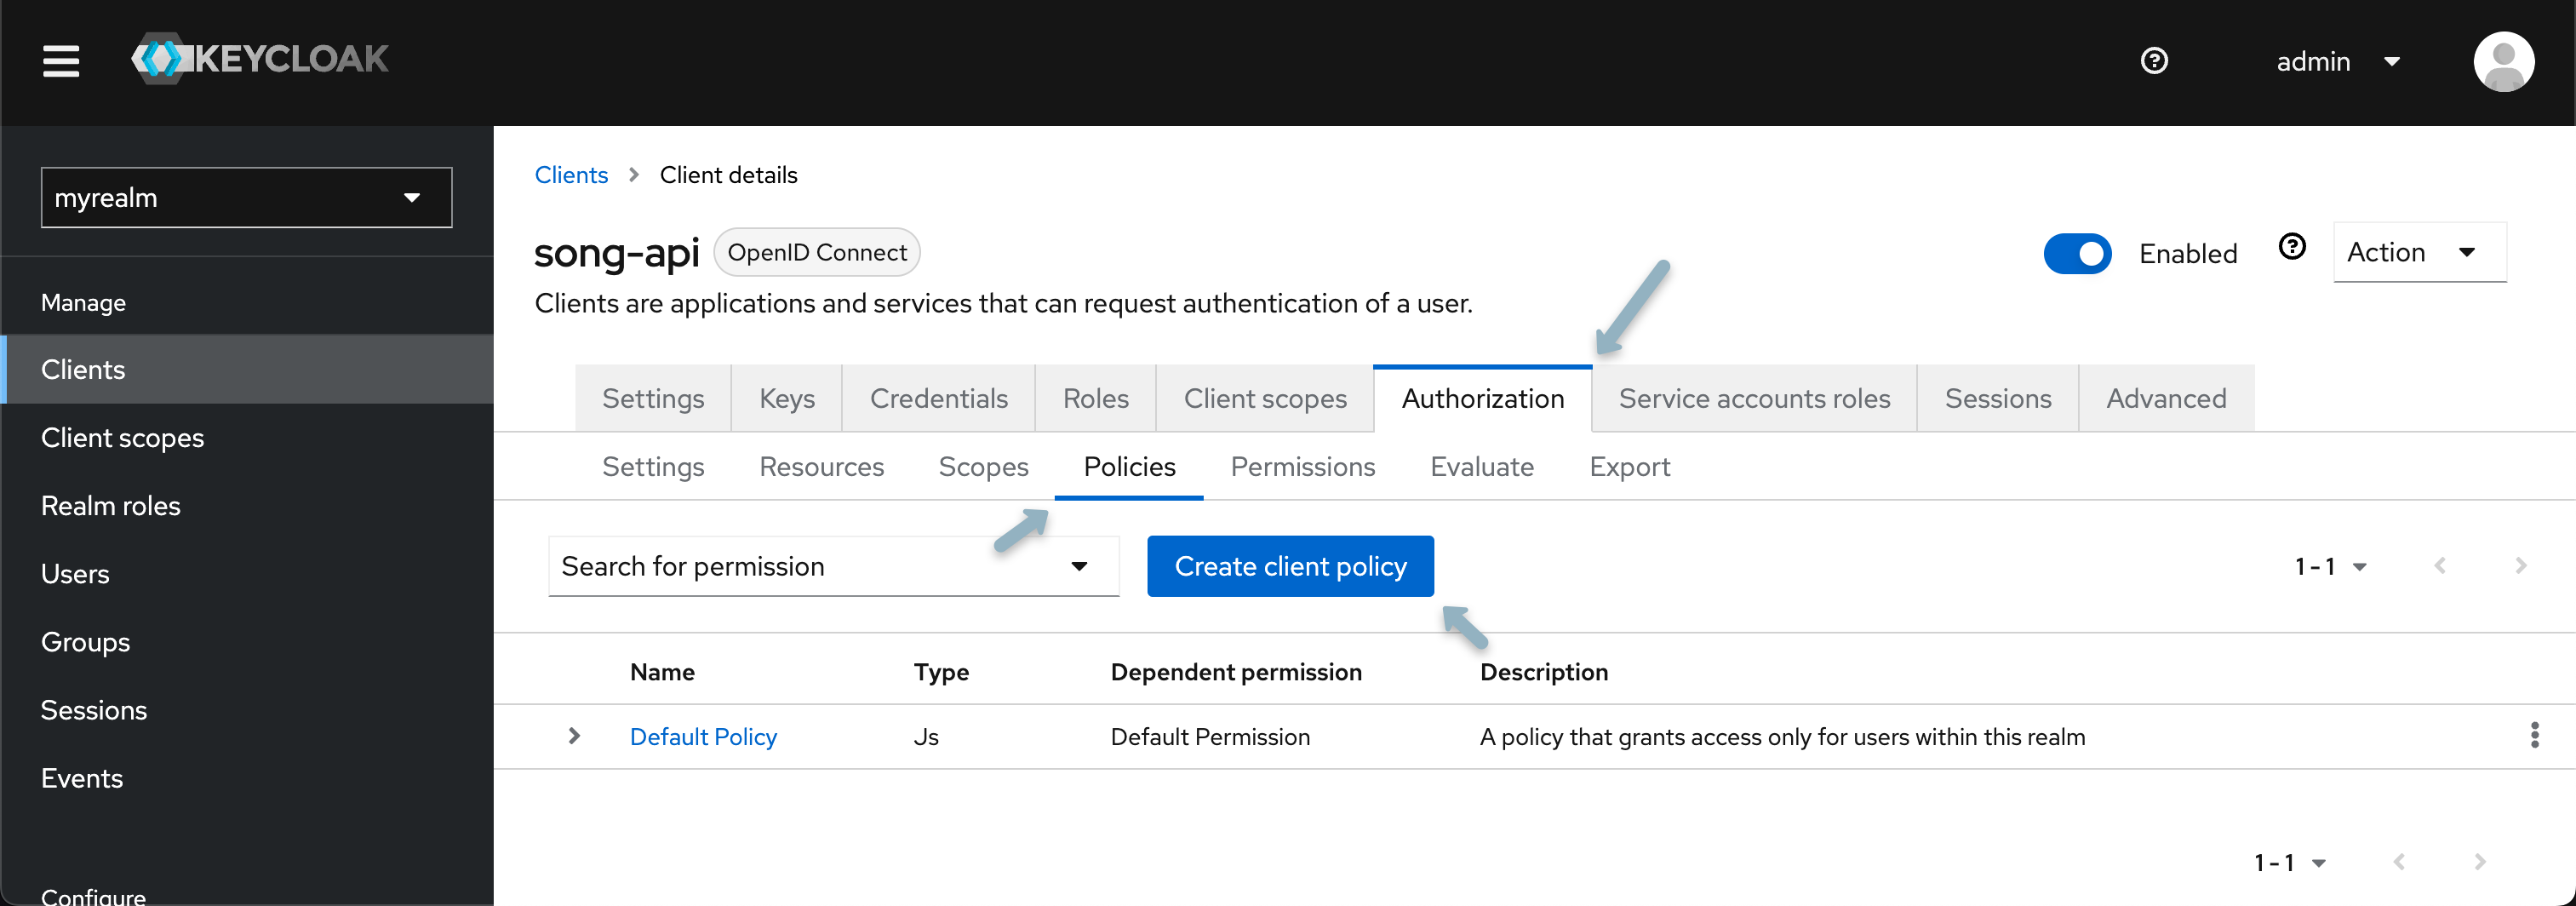 KEYCLOAK
admin
myrealm
Manage
Clients
Client scopes
Realm roles
Users
Groups
Sessions
Events
Configure
Clients > Client details
song-api OpenID Connect
Enabled
Action
Clients are applications and services that can request authentication of a user.
Settings Keys Credentials Roles Client scopes Authorization Service accounts roles Sessions Advanced
Settings Resources Scopes Policies Permissions Evaluate Export
Search for permission Create client policy 1 - 1
Name Type Dependent permission Description
Default Policy Js Default Permission A policy that grants access only for users within this realm
1 - 1